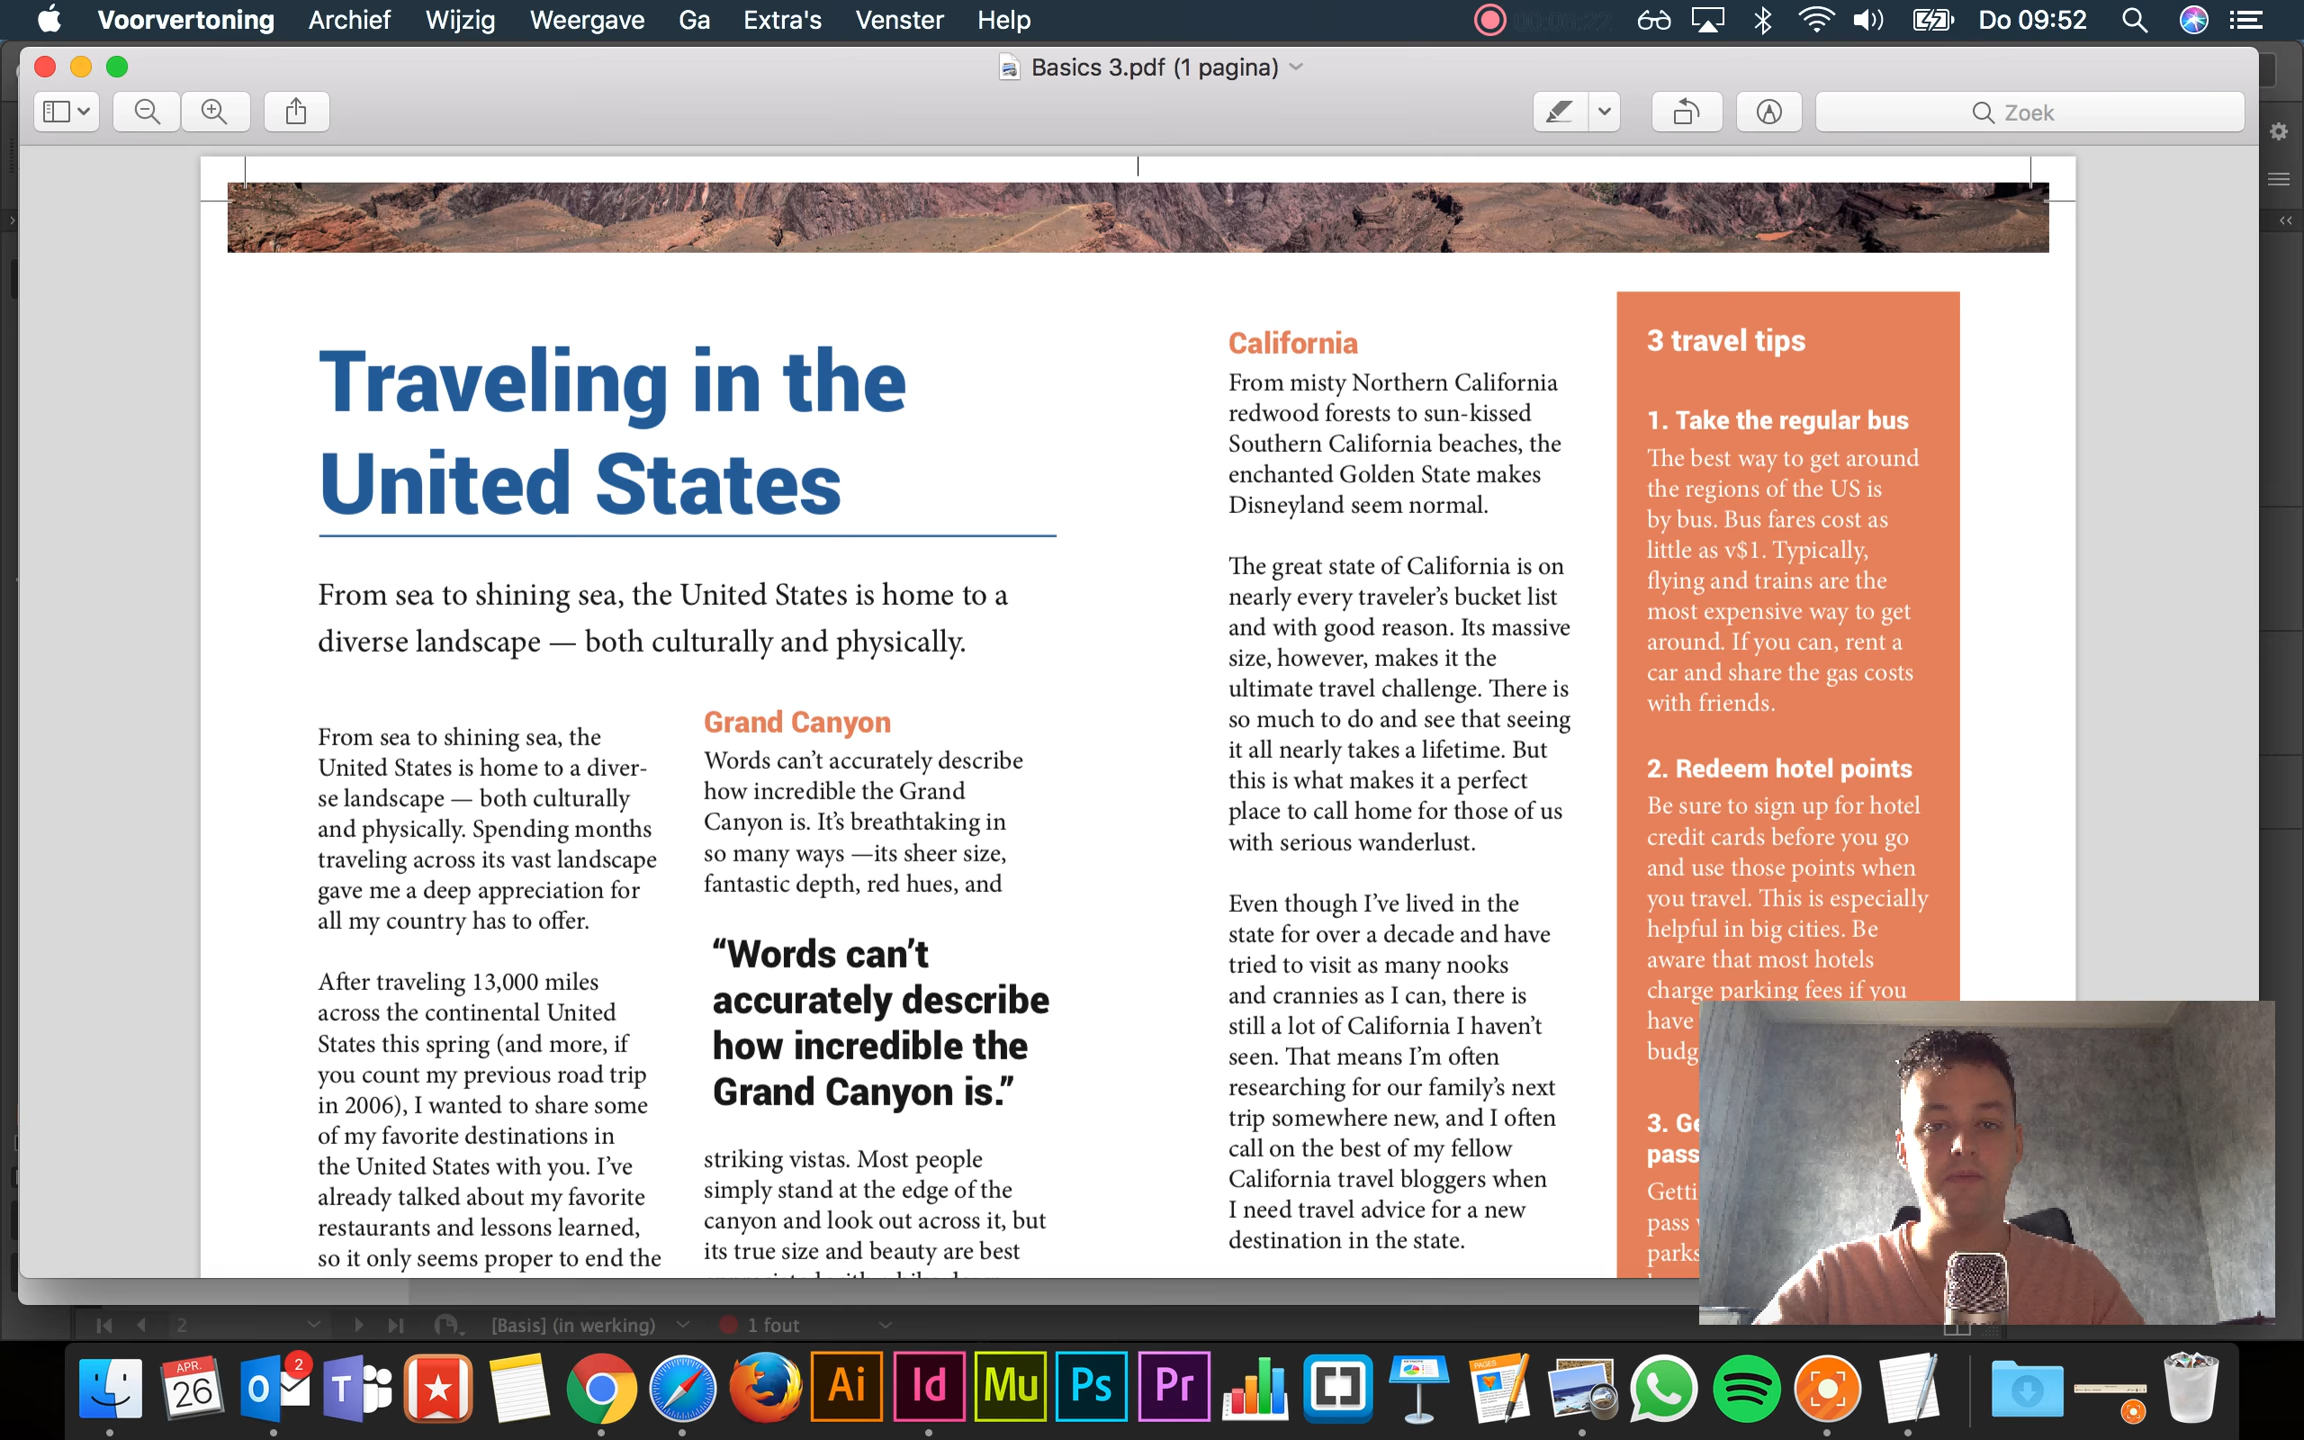 Voorvertoning Archief Wijzig Weergave Ga Extra's Venster Help
Do 09:52
Basics 3.pdf (1 pagina)
Zoek
Traveling in the
United States
From sea to shining sea, the United States is home to a
diverse landscape — both culturally and physically.
From sea to shining sea, the
United States is home to a diver-
se landscape — both culturally
and physically. Spending months
traveling across its vast landscape
gave me a deep appreciation for
all my country has to offer.
After traveling 13,000 miles
across the continental United
States this spring (and more, if
you count my previous road trip
in 2006), I wanted to share some
of my favorite destinations in
the United States with you. I’ve
already talked about my favorite
restaurants and lessons learned,
so it only seems proper to end the
Grand Canyon
Words can’t accurately describe
how incredible the Grand
Canyon is. It’s breathtaking in
so many ways —its sheer size,
fantastic depth, red hues, and
“Words can’t
accurately describe
how incredible the
Grand Canyon is.”
striking vistas. Most people
simply stand at the edge of the
canyon and look out across it, but
its true size and beauty are best
California
From misty Northern California
redwood forests to sun-kissed
Southern California beaches, the
enchanted Golden State makes
Disneyland seem normal.
The great state of California is on
nearly every traveler’s bucket list
and with good reason. Its massive
size, however, makes it the
ultimate travel challenge. There is
so much to do and see that seeing
it all nearly takes a lifetime. But
this is what makes it a perfect
place to call home for those of us
with serious wanderlust.
Even though I’ve lived in the
state for over a decade and have
tried to visit as many nooks
and crannies as I can, there is
still a lot of California I haven’t
seen. That means I’m often
researching for our family’s next
trip somewhere new, and I often
call on the best of my fellow
California travel bloggers when
I need travel advice for a new
destination in the state.
3 travel tips
1. Take the regular bus
The best way to get around
the regions of the US is
by bus. Bus fares cost as
little as v$1. Typically,
flying and trains are the
most expensive way to get
around. If you can, rent a
car and share the gas costs
with friends.
2. Redeem hotel points
Be sure to sign up for hotel
credit cards before you go
and use those points when
you travel. This is especially
helpful in big cities. Be
aware that most hotels
charge parking fees if you
have
budg
3. Ge
pass
Getti
pass
parks
2
[Basis] (in werking)
1 fout
APR.
26
2
O
T
PAGES
Ai
Id
Mu
Ps
Pr